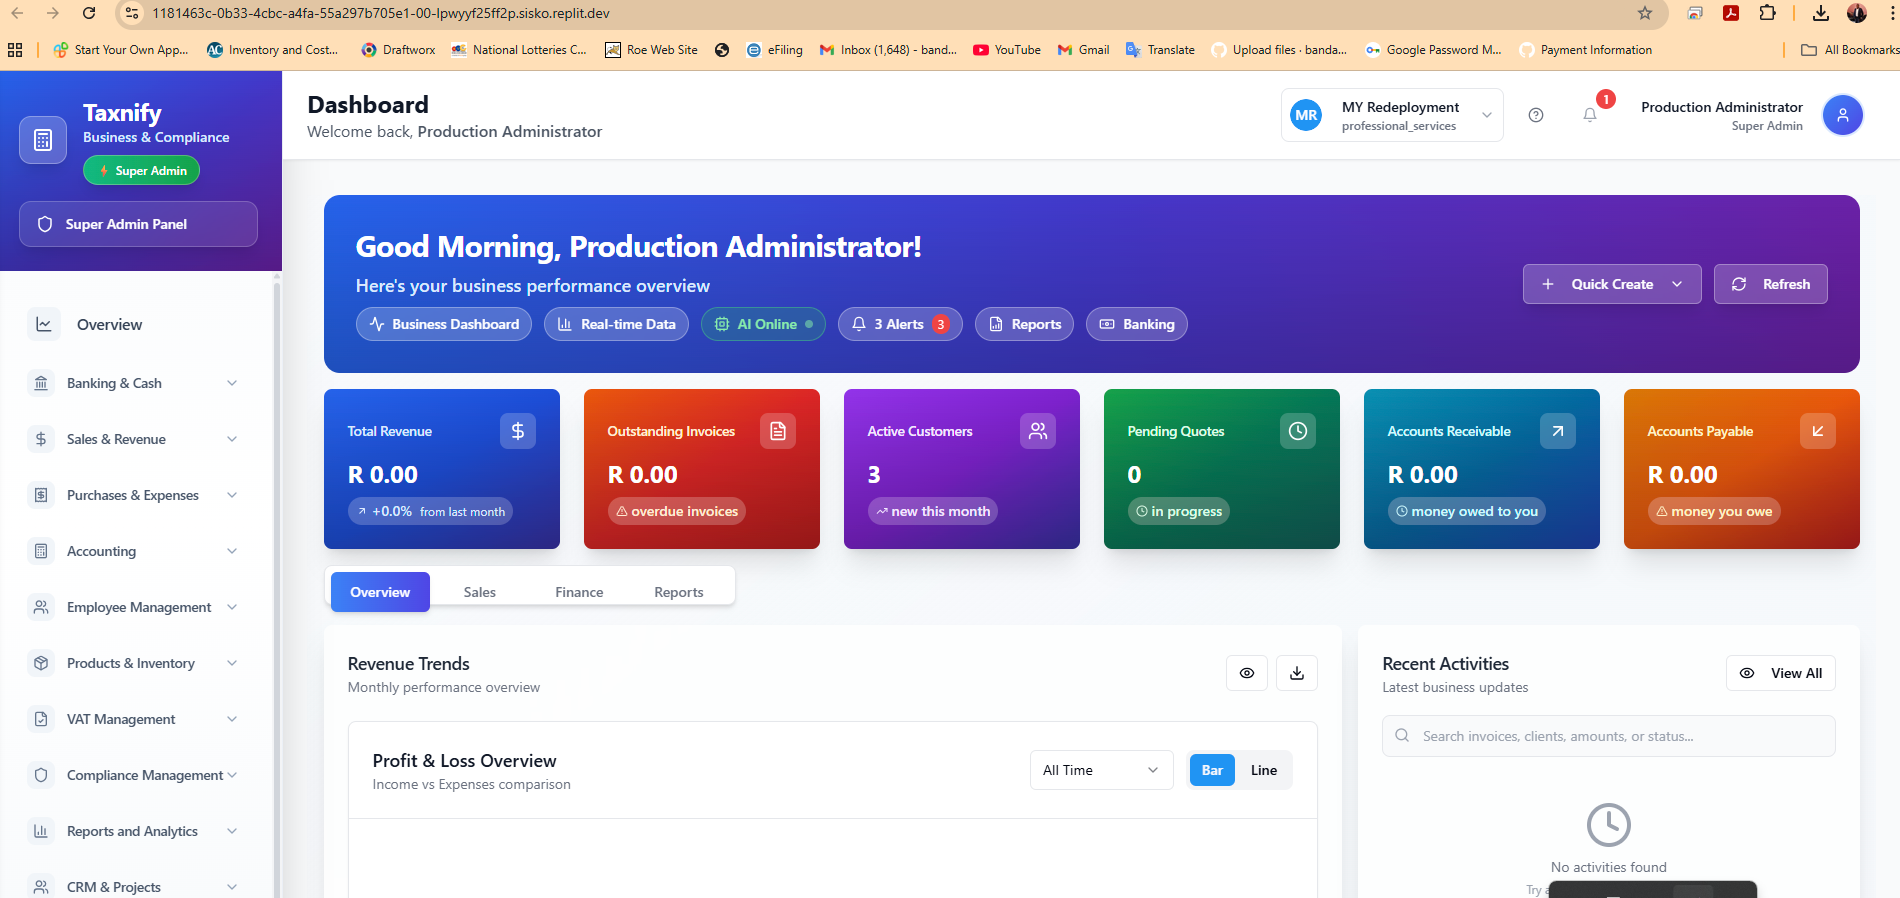 1181463c-0b33-4cbc-a4fa-55a297b705e1-00-lpwyyf25ff2p.sisko.replit.dev
Start Your Own App...
Inventory and Cost...
Draftworx
National Lotteries C...
Roe Web Site
eFiling
Inbox (1,648) - band...
YouTube
Gmail
Translate
Upload files · banda...
Google Password M...
Payment Information
All Bookmarks
Taxnify
Business & Compliance
Super Admin
Super Admin Panel
Overview
Banking & Cash
Sales & Revenue
Purchases & Expenses
Accounting
Employee Management
Products & Inventory
VAT Management
Compliance Management
Reports and Analytics
CRM & Projects
Dashboard
Welcome back, Production Administrator
MR
MY Redeployment
professional_services
1
Production Administrator
Super Admin
Good Morning, Production Administrator!
Here's your business performance overview
Business Dashboard
Real-time Data
AI Online
3 Alerts 3
Reports
Banking
Quick Create
Refresh
Total Revenue
R 0.00
+0.0% from last month
Outstanding Invoices
R 0.00
overdue invoices
Active Customers
3
new this month
Pending Quotes
0
in progress
Accounts Receivable
R 0.00
money owed to you
Accounts Payable
R 0.00
money you owe
Overview
Sales
Finance
Reports
Revenue Trends
Monthly performance overview
Profit & Loss Overview
Income vs Expenses comparison
All Time
Bar
Line
Recent Activities
Latest business updates
View All
Search invoices, clients, amounts, or status...
No activities found
Try